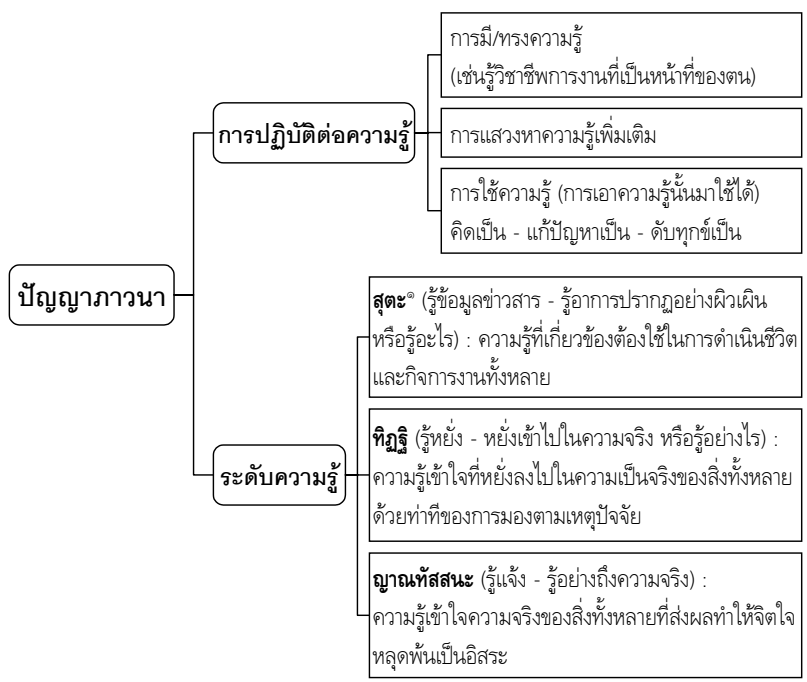 ปัญญาภาวนา
การปฏิบัติต่อความรู้
การมี/ทรงความรู้
(เช่นรู้วิชาชีพการงานที่เป็นหน้าที่ของตน)
การแสวงหาความรู้เพิ่มเติม
การใช้ความรู้ (การเอาความรู้นั้นมาใช้ได้)
คิดเป็น - แก้ปัญหาเป็น - ดับทุกข์เป็น
ระดับความรู้
สุตะ๑ (รู้ข้อมูลข่าวสาร - รู้อาการปรากฏอย่างผิวเผิน
หรือรู้อะไร) : ความรู้ที่เกี่ยวข้องต้องใช้ในการดำเนินชีวิต
และกิจการงานทั้งหลาย
ทิฏฐิ (รู้หยั่ง - หยั่งเข้าไปในความจริง หรือรู้อย่างไร) :
ความรู้เข้าใจที่หยั่งลงไปในความเป็นจริงของสิ่งทั้งหลาย
ด้วยท่าทีของการมองตามเหตุปัจจัย
ญาณทัสสนะ (รู้แจ้ง - รู้อย่างถึงความจริง) :
ความรู้เข้าใจความจริงของสิ่งทั้งหลายที่ส่งผลทำให้จิตใจ
หลุดพ้นเป็นอิสระ